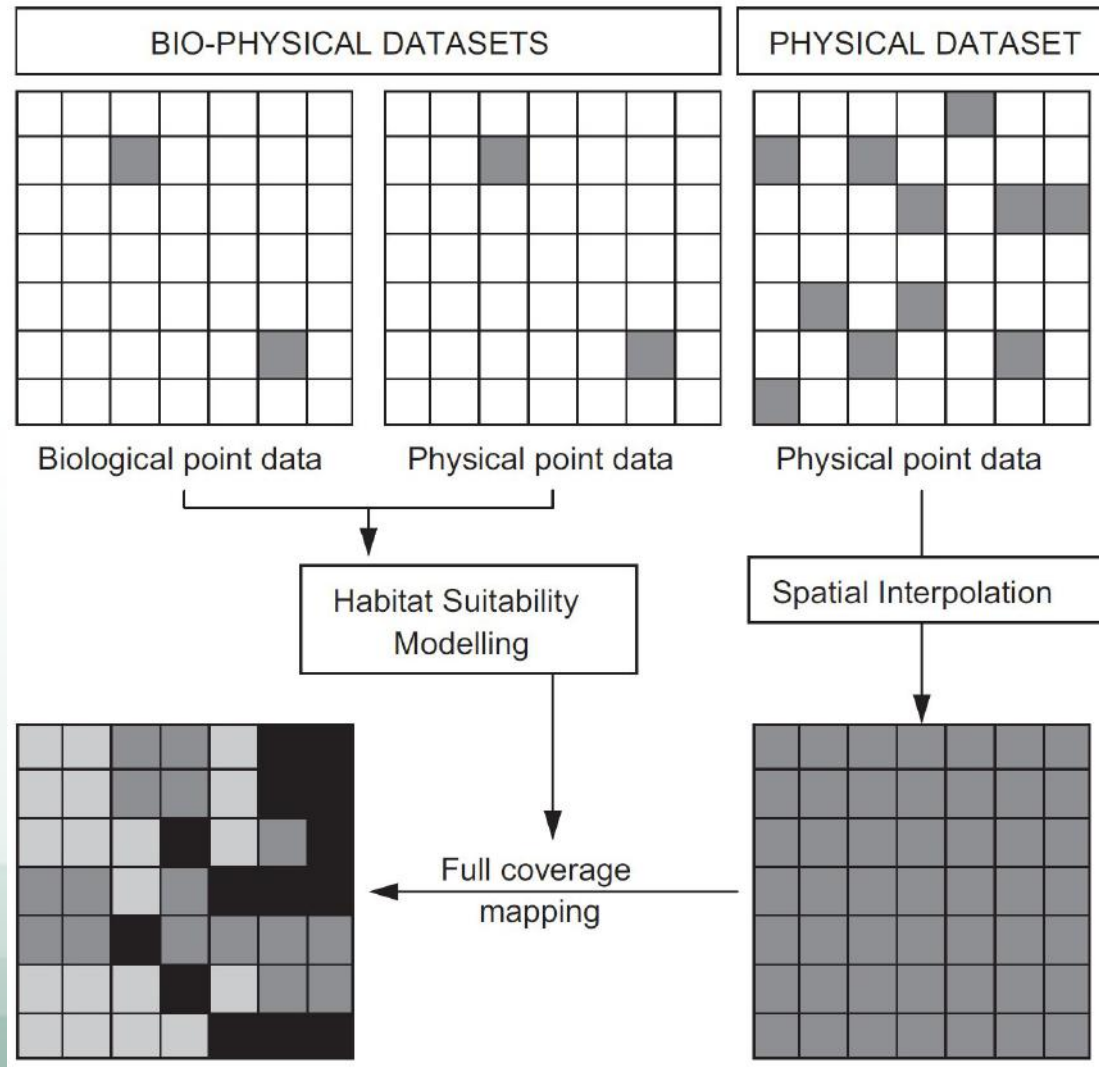 BIO-PHYSICAL DATASETS
PHYSICAL DATASET
Biological point data
Physical point data
Physical point data
Habitat Suitability
Modelling
Spatial Interpolation
Full coverage
mapping